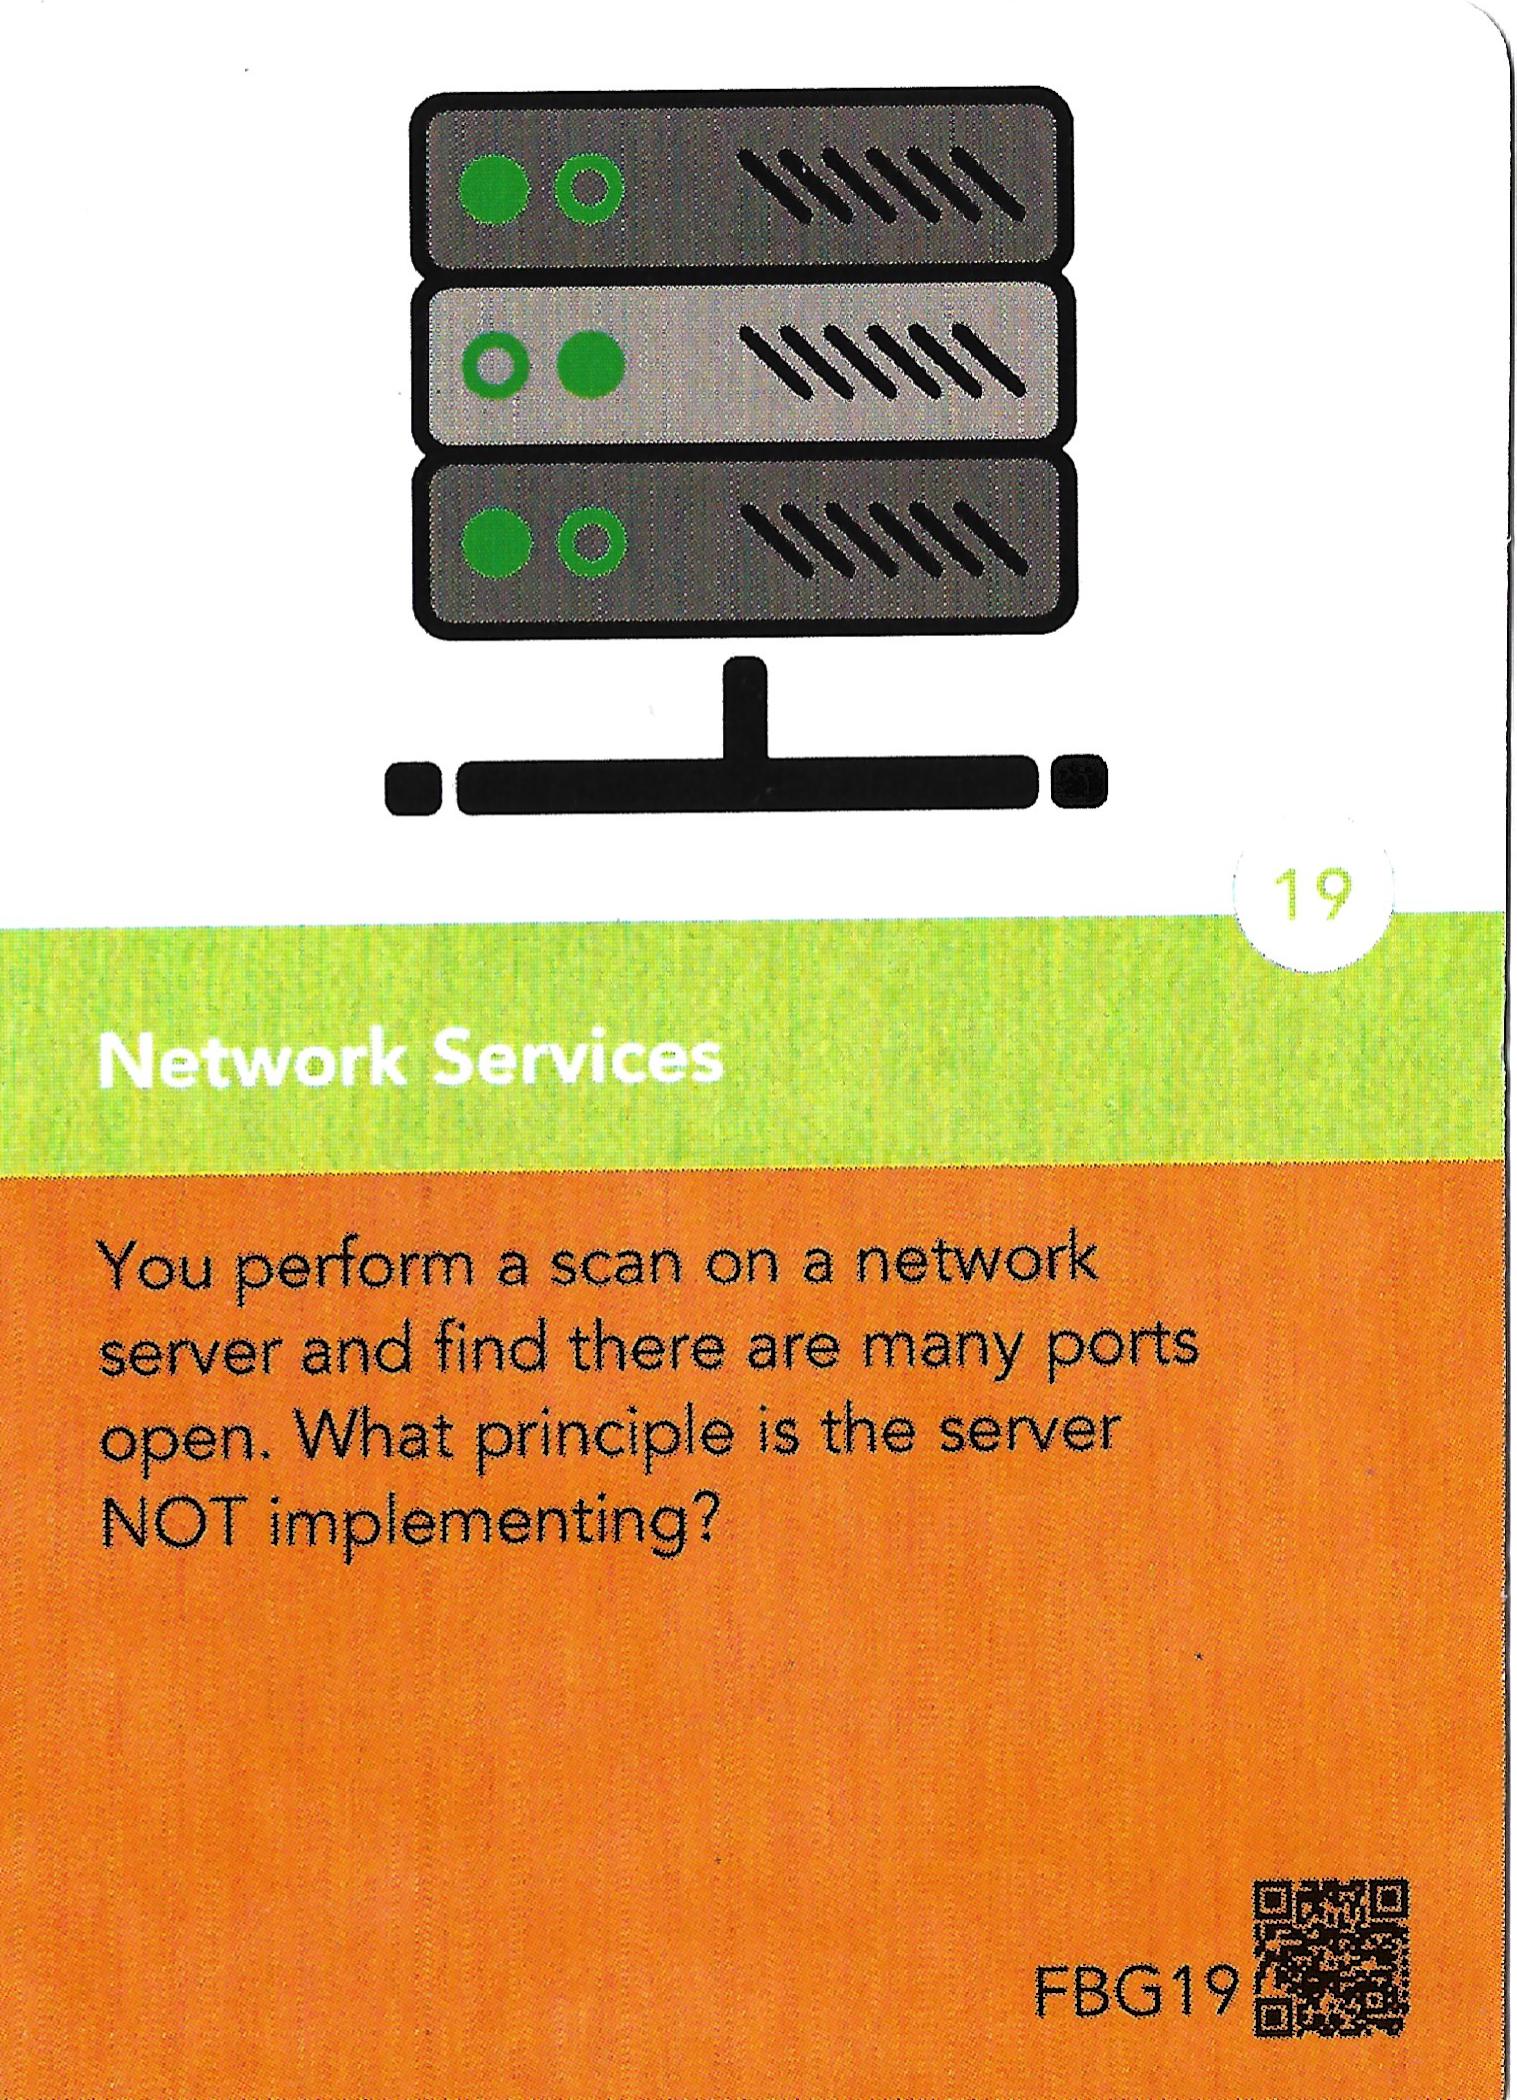 19
Network Services
You perform a scan on a network
server and find there are many ports
open. What principle is the server
NOT implementing?
FBG19